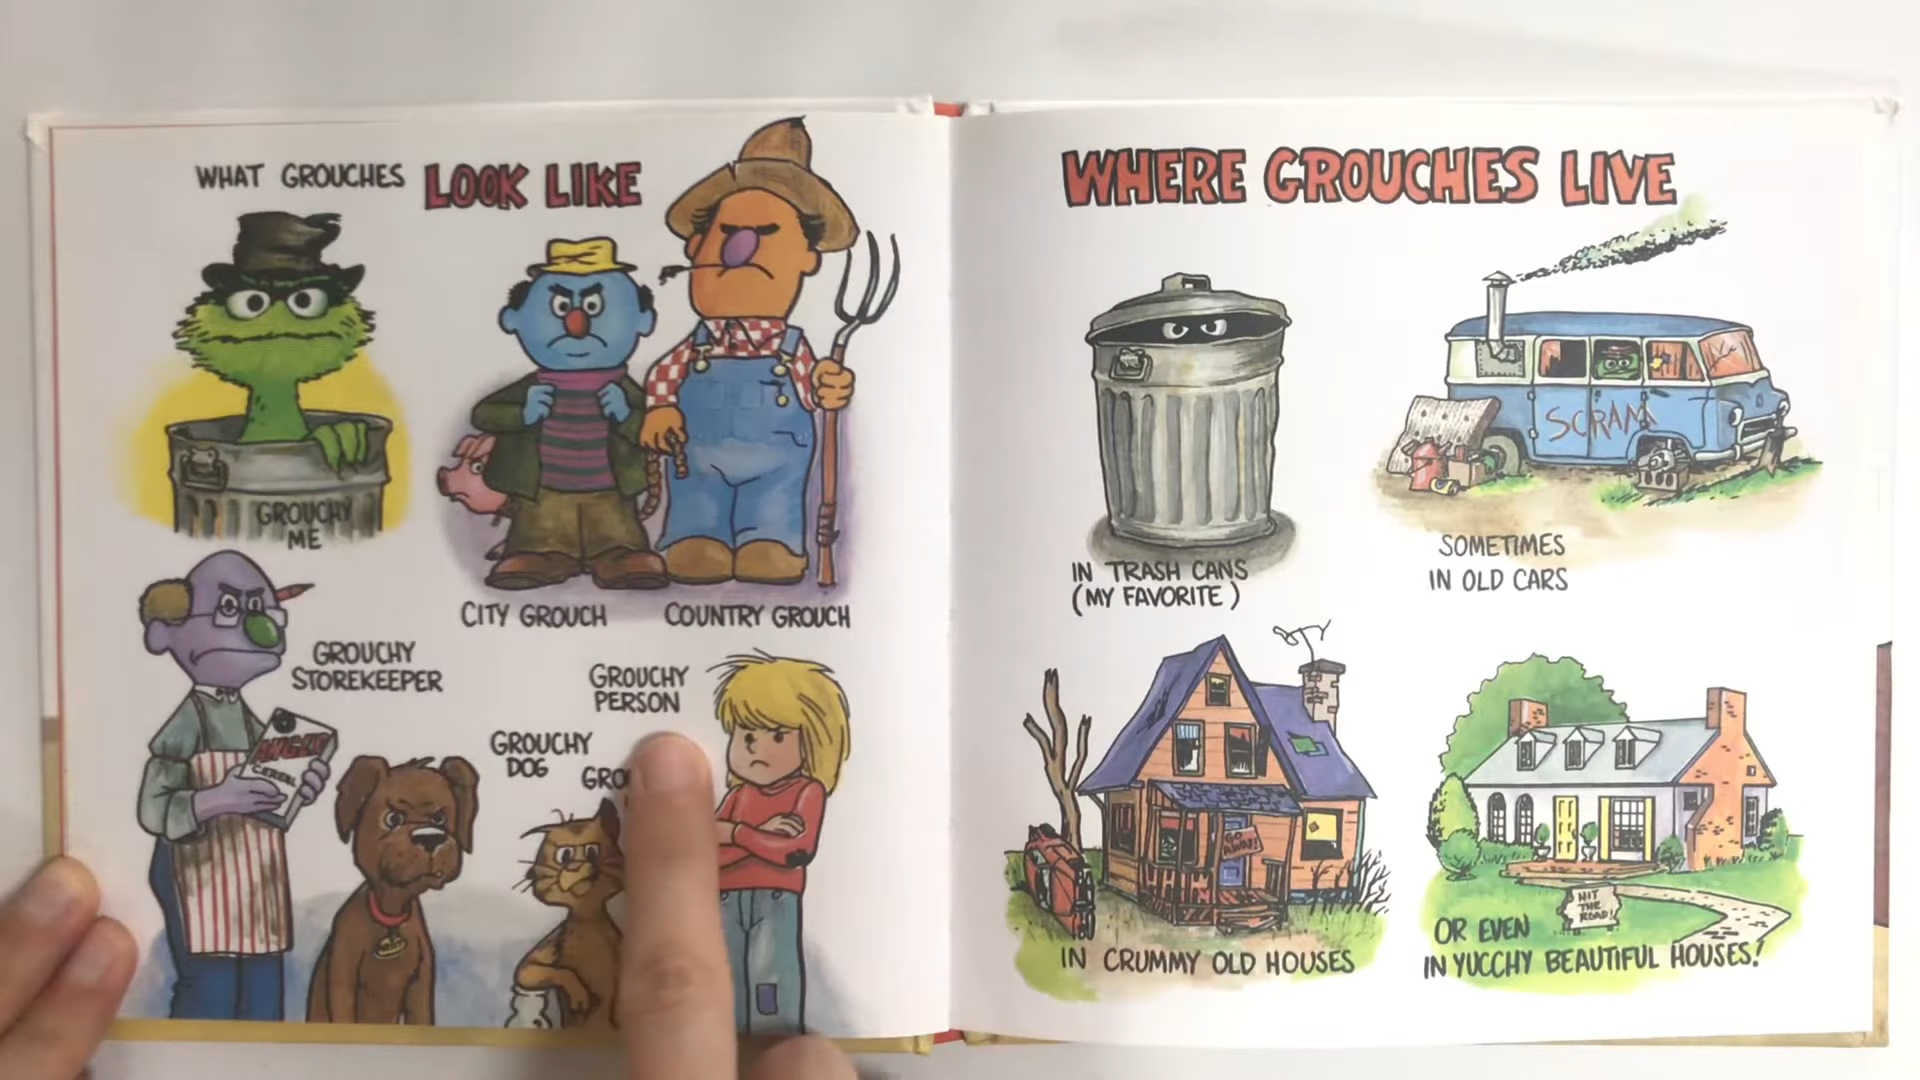 WHAT GROUCHES LOOK LIKE
GROUCHY
ME
CITY GROUCH
COUNTRY GROUCH
GROUCHY
STOREKEEPER
CEREAL
GROUCHY
PERSON
GROUCHY
DOG
WHERE GROUCHES LIVE
IN TRASH CANS
(MY FAVORITE)
SCRAM
SOMETIMES
IN OLD CARS
GO
AWAY!
IN CRUMMY OLD HOUSES
HIT
THE
ROAD!
OR EVEN
IN YUCCHY BEAUTIFUL HOUSES!